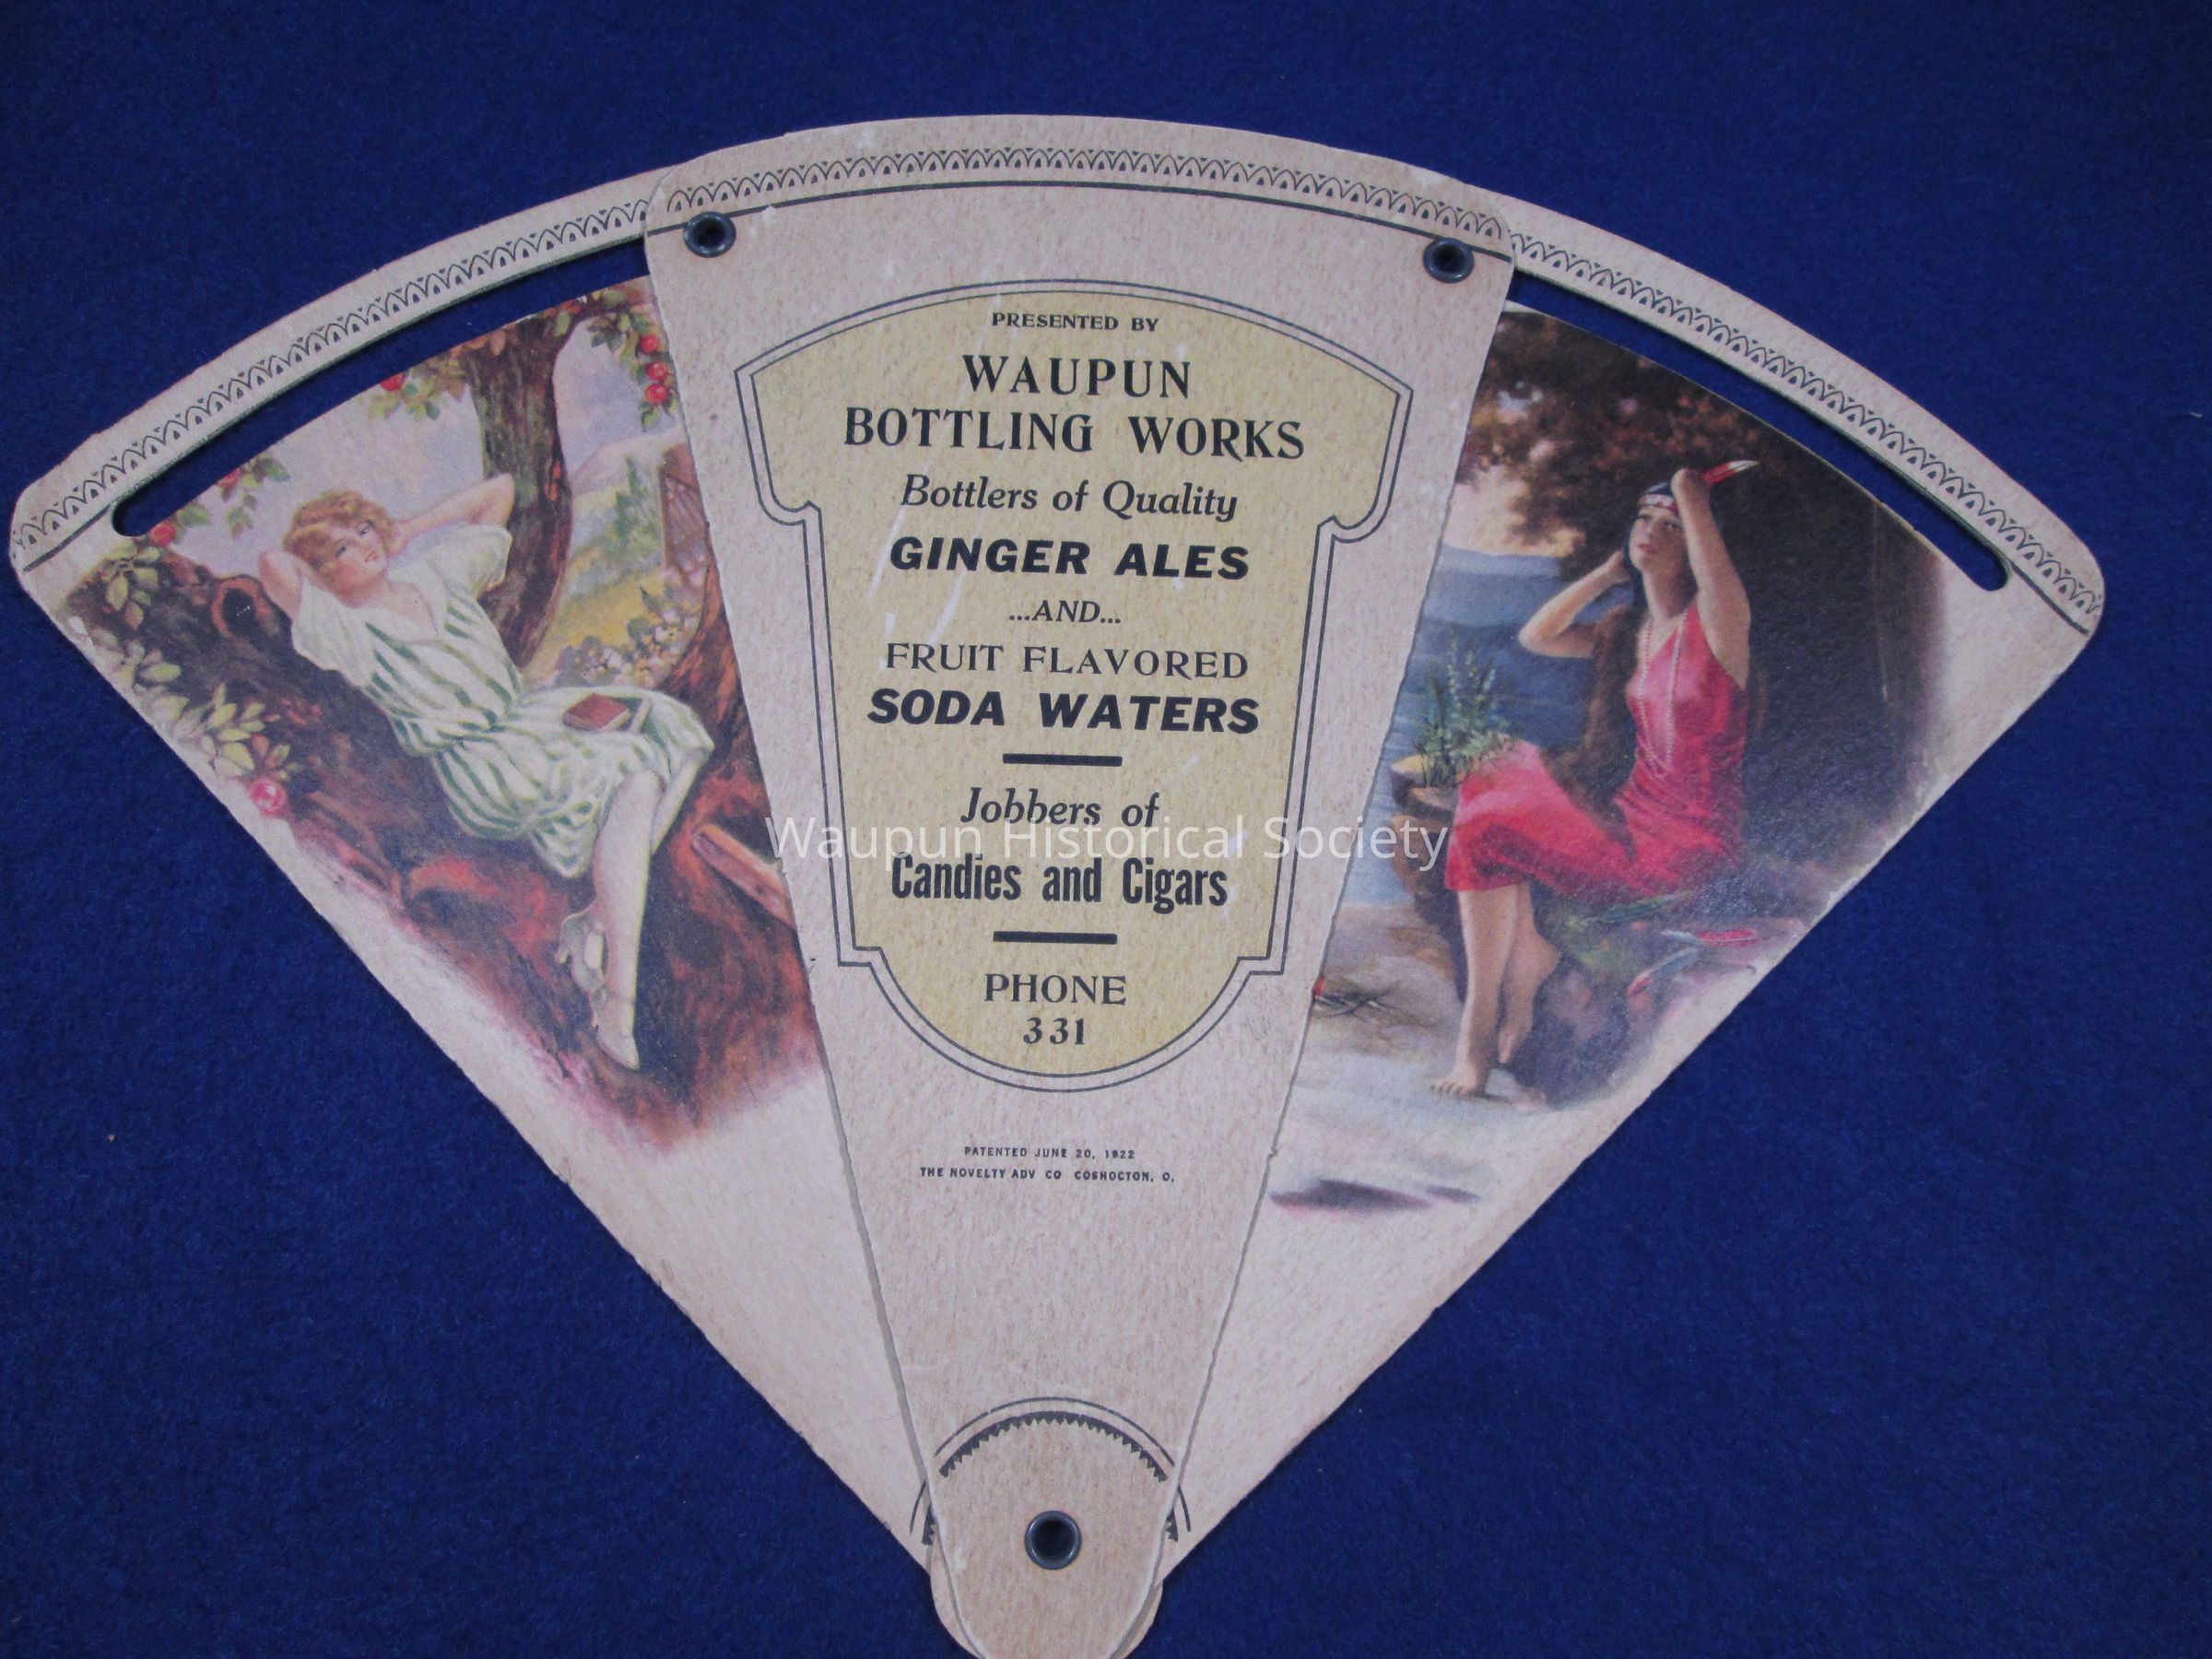 PRESENTED BY
WAUPUN
BOTTLING WORKS
Bottlers of Quality
GINGER ALES
...AND...
FRUIT FLAVORED
SODA WATERS
Jobbers of
Waupun Historical Society
Candies and Cigars
PHONE
331
PATENTED JUNE 20, 1922
THE NOVELTY ADV CO COSHOCTON, O.